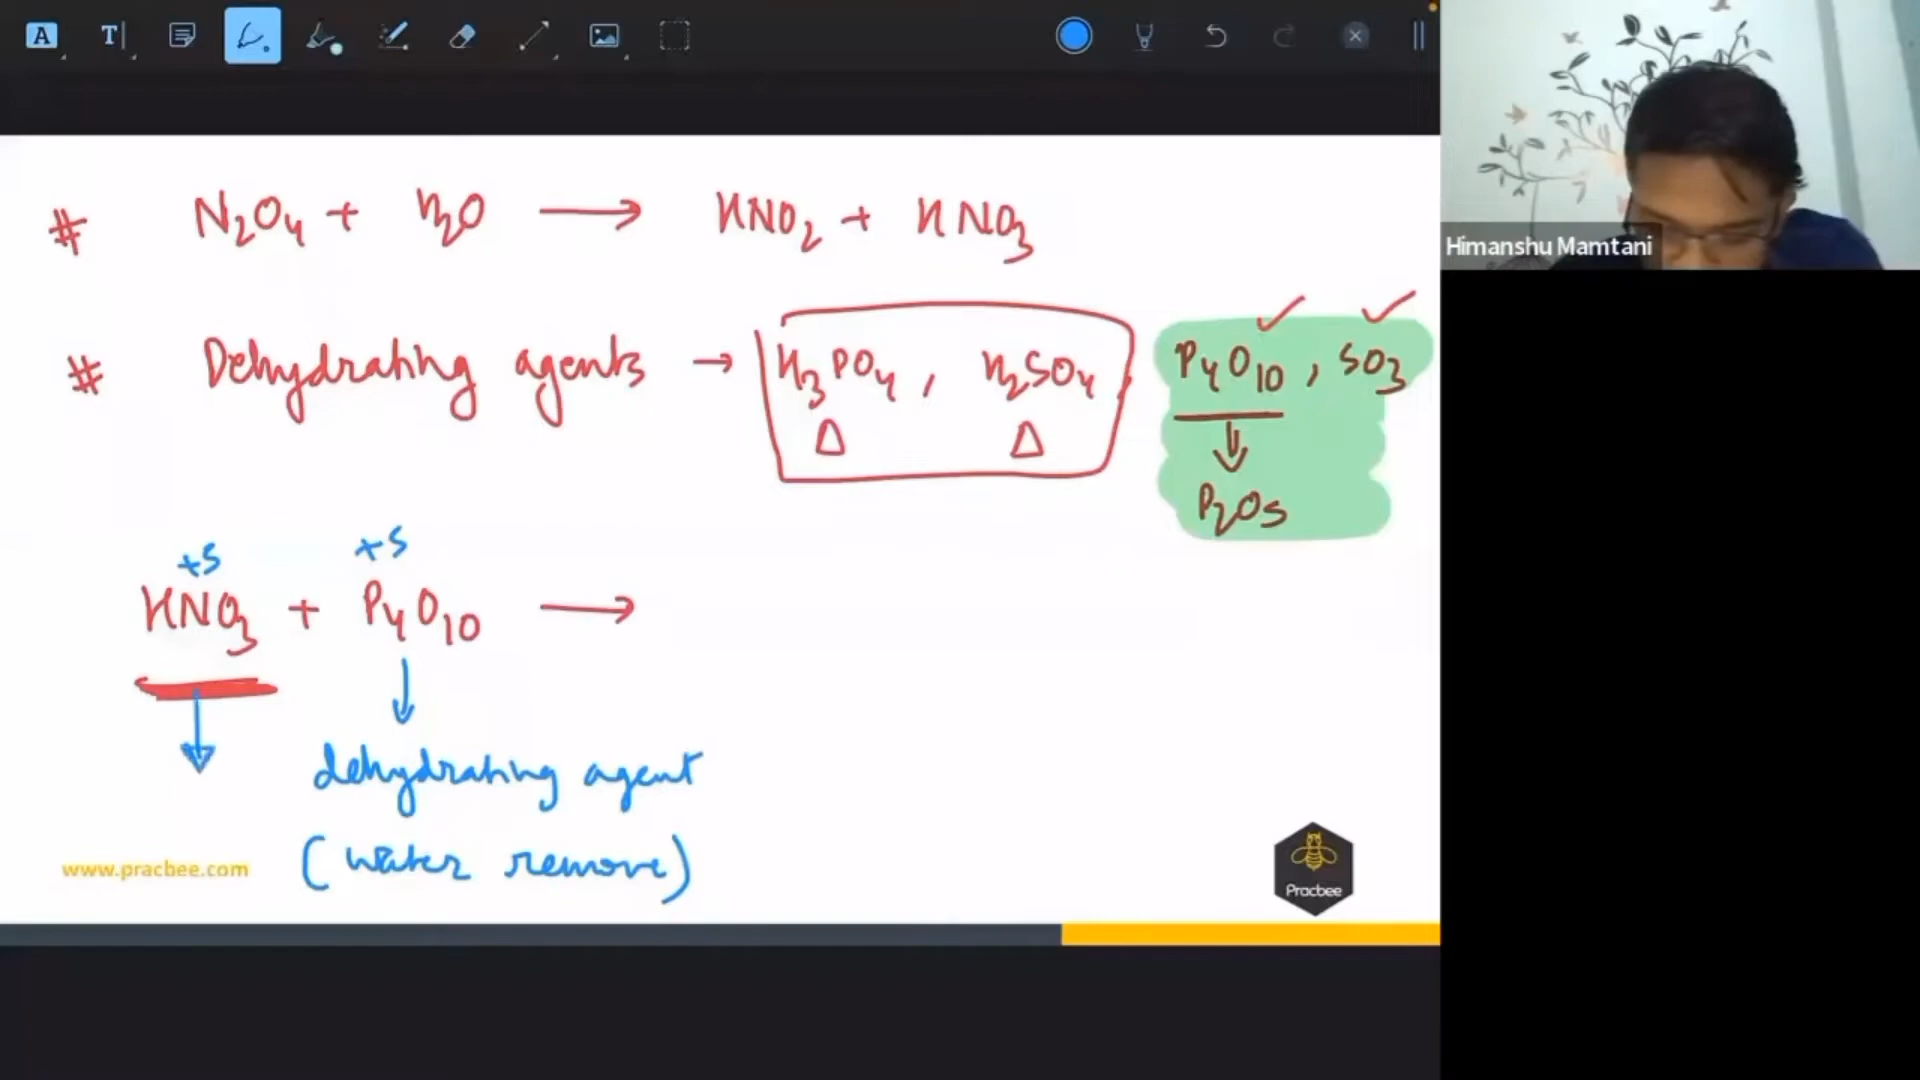 A T
Himanshu Mamtani
# N₂O₄ + H₂O ⟶ HNO₂ + HNO₃
# Dehydrating agents → H₃PO₄, H₂SO₄ P₄O₁₀, SO₃
Δ Δ
P₂O₅
+5 +5
HNO₃ + P₄O₁₀ ⟶
dehydrating agent
(water remove)
www.pracbee.com
Pracbee